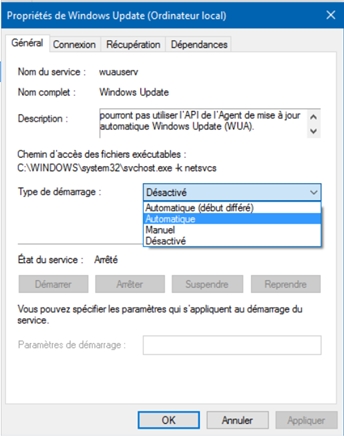 Propriétés de Windows Update (Ordinateur local)
Général Connexion Récupération Dépendances
Nom du service : wuauserv
Nom complet : Windows Update
Description : pourront pas utiliser l'API de l'Agent de mise à jour
automatique Windows Update (WUA).
Chemin d'accès des fichiers exécutables :
C:\WINDOWS\system32\svchost.exe -k netsvcs
Type de démarrage : Désactivé
Automatique (début différé)
Automatique
Manuel
Désactivé
État du service : Arrêté
Démarrer Arrêter Suspendre Reprendre
Vous pouvez spécifier les paramètres qui s'appliquent au démarrage du
service.
Paramètres de démarrage :
OK Annuler Appliquer